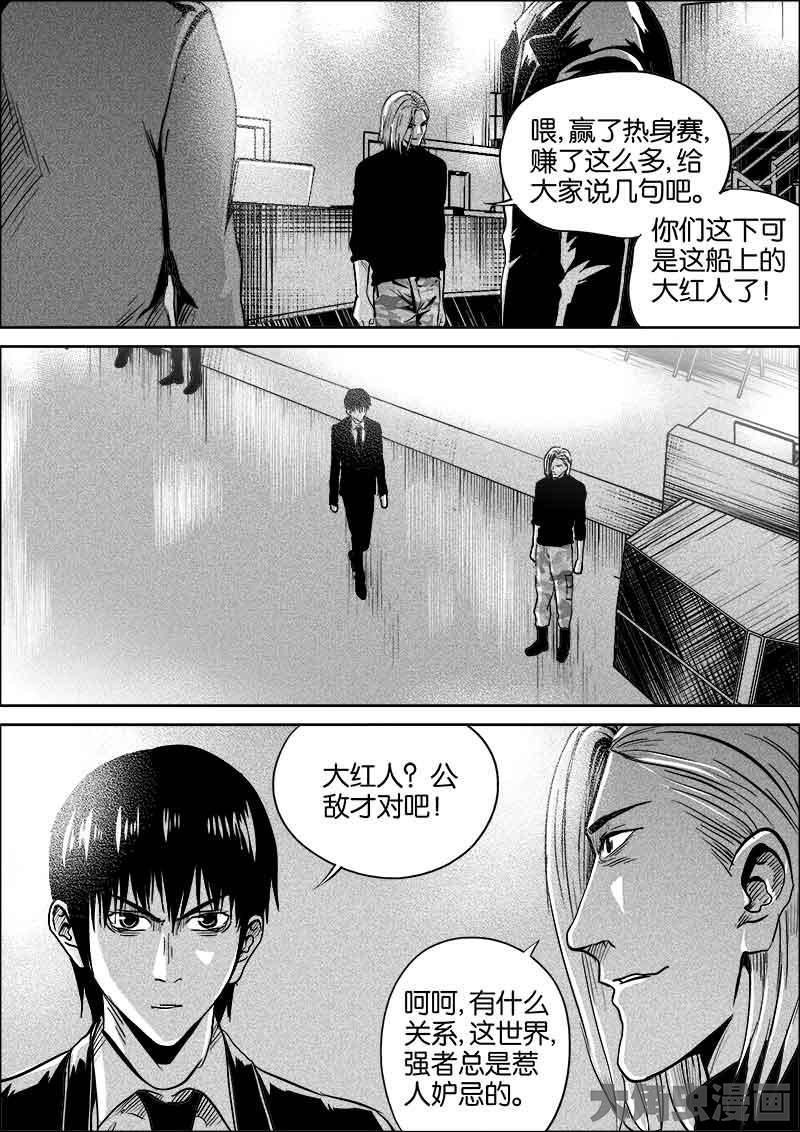 喂,赢了热身赛,
赚了这么多,给
大家说几句吧。
你们这下可
是这船上的
大红人了！
大红人？公
敌才对吧！
呵呵,有什么
关系,这世界,
强者总是惹
人妒忌的。
大角虫漫画